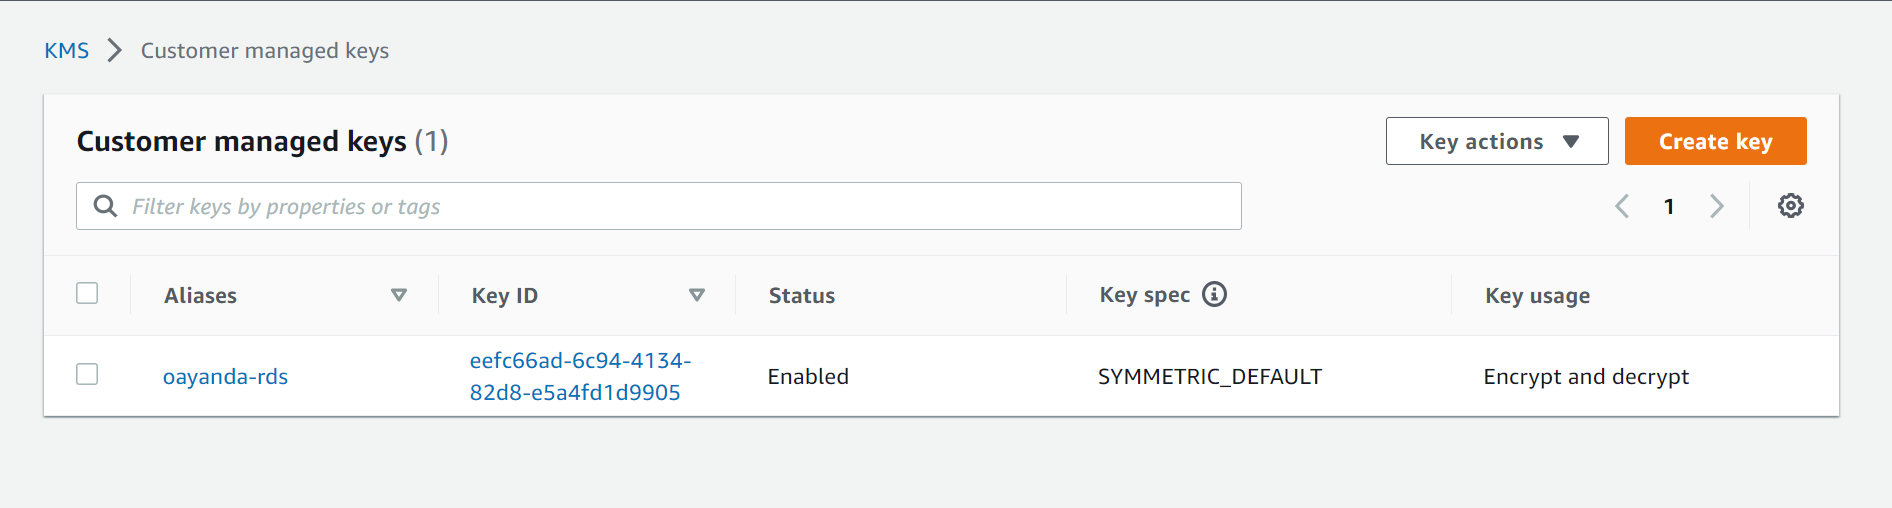 KMS > Customer managed keys
Customer managed keys (1)
Key actions
Create key
Filter keys by properties or tags
1
Aliases Key ID Status Key spec Key usage
oayanda-rds eefc66ad-6c94-4134- Enabled SYMMETRIC_DEFAULT Encrypt and decrypt
82d8-e5a4fd1d9905